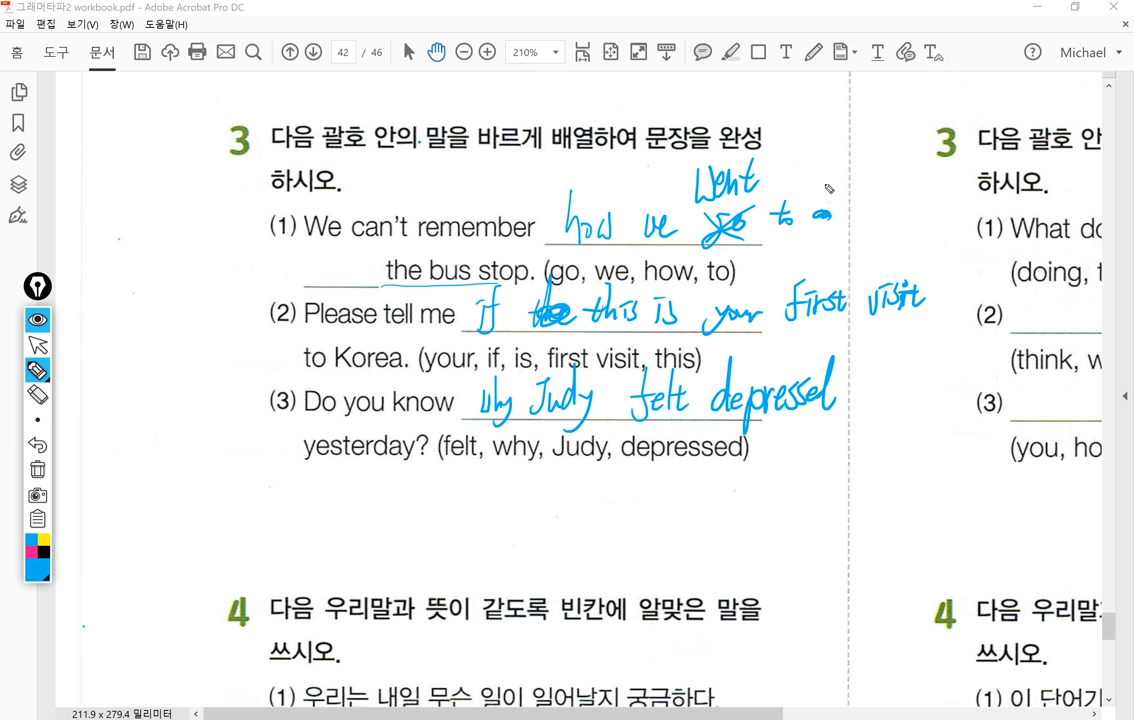 그래머타파2 workbook.pdf - Adobe Acrobat Pro DC
파일 편집 보기(V) 창(W) 도움말(H)
홈 도구 문서 42 / 46 210% Michael
3 다음 괄호 안의 말을 바르게 배열하여 문장을 완성
하시오.
went
(1) We can't remember how we go to
the bus stop. (go, we, how, to)
(2) Please tell me if the this is your first visit
to Korea. (your, if, is, first visit, this)
(3) Do you know why Judy felt depressed
yesterday? (felt, why, Judy, depressed)
4 다음 우리말과 뜻이 같도록 빈칸에 알맞은 말을
쓰시오.
(1) 우리는 내일 무슨 일이 일어날지 궁금하다.
3 다음 괄호 안
하시오.
(1) What do
(doing, t
(2)
(think, w
(3)
(you, ho
4 다음 우리말
쓰시오.
(1) 이 단어기
211.9 x 279.4 밀리미터